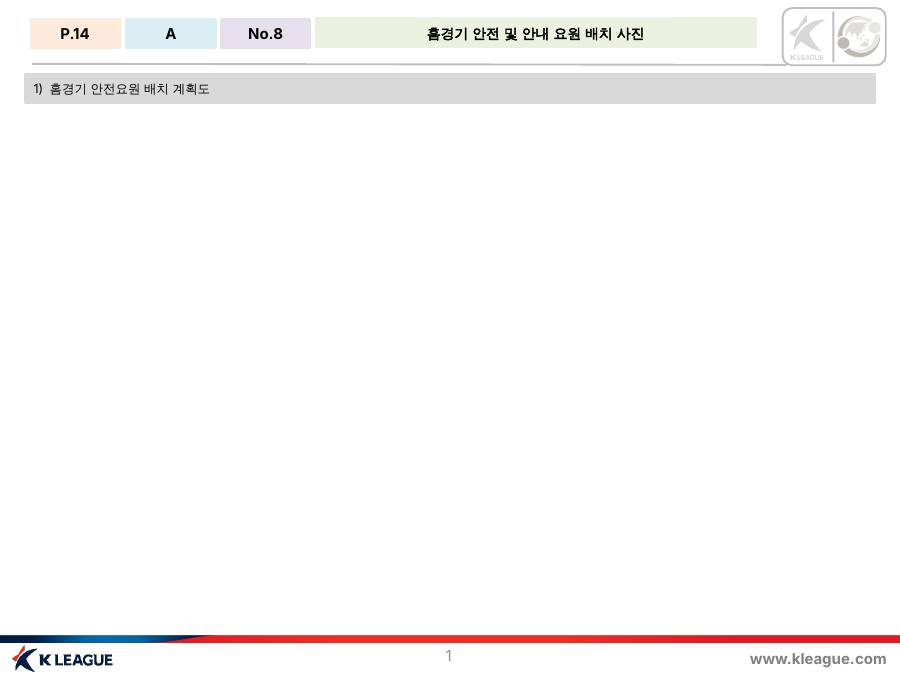 P.14
A
No.8
홈경기 안전 및 안내 요원 배치 사진
K LEAGUE
1) 홈경기 안전요원 배치 계획도
K LEAGUE
1
www.kleague.com